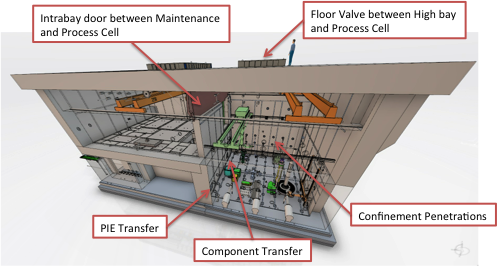 Intrabay door between Maintenance
and Process Cell
Floor Valve between High bay
and Process Cell
PIE Transfer
Component Transfer
Confinement Penetrations